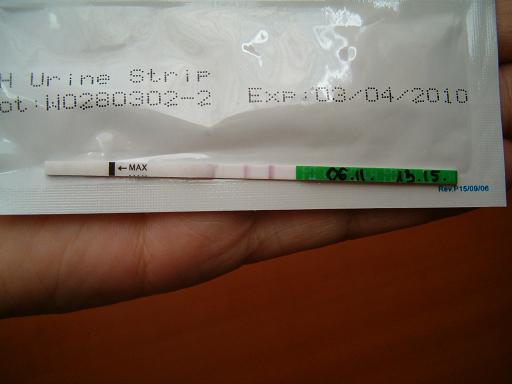 H Urine Strip
ot:W0280302-2 Exp:03/04/2010
←MAX
06.11. 13.15.
Rev.P15/09/06